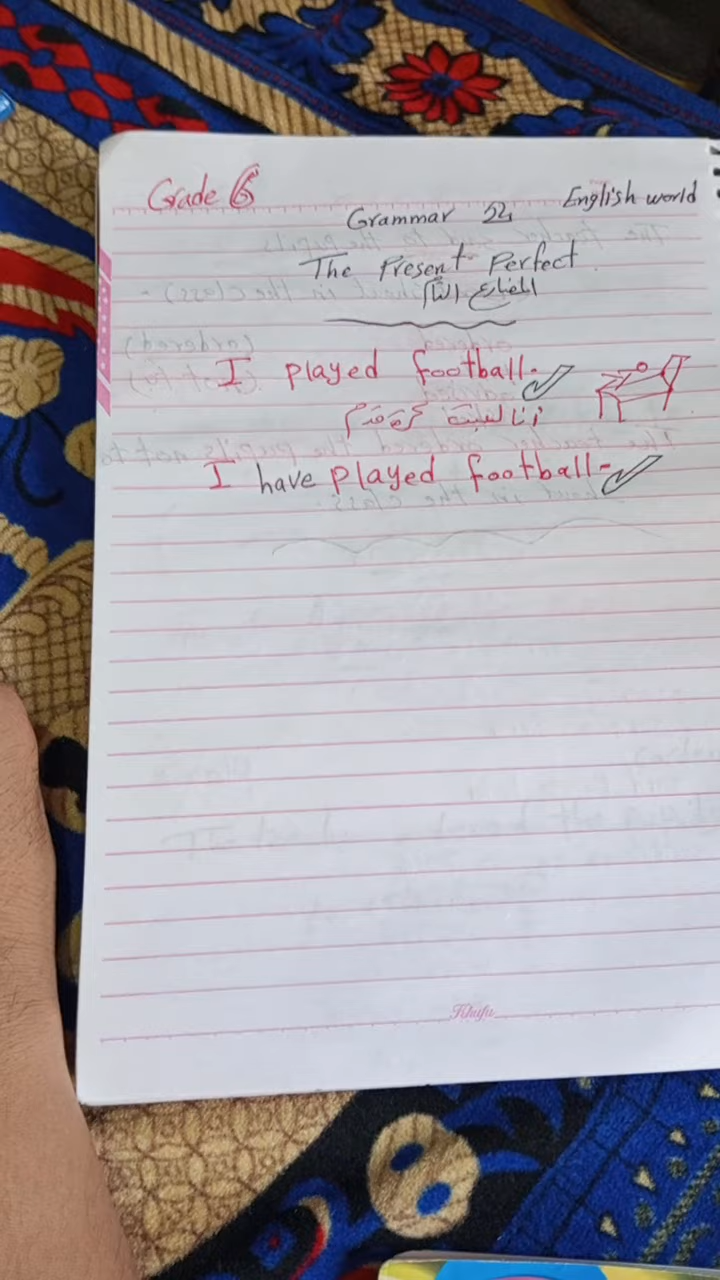 Grade 6
English world
Grammar
The Present Perfect
المضارع التام
I played football.
أنا لعبت كرة قدم
I have played football.
Khufu